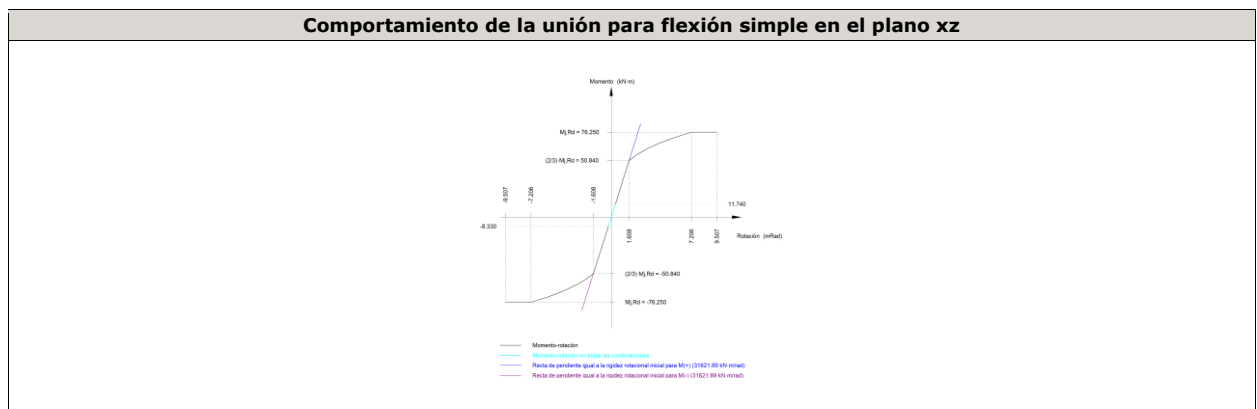 Comportamiento de la unión para flexión simple en el plano xz
Momento (kN·m)
Mj,Rd = 76.250
(2/3)·Mj,Rd = 50.840
-9.507
-7.206
-1.608
11.740
-8.330
1.608
7.206
9.507
Rotación (mRad)
(2/3)·Mj,Rd = -50.840
Mj,Rd = -76.250
Momento-rotación
Momento-rotación en todas las combinaciones
Recta de pendiente igual a la rigidez rotacional inicial para M(+) (31621.89 kN·m/rad)
Recta de pendiente igual a la rigidez rotacional inicial para M(-) (31621.89 kN·m/rad)